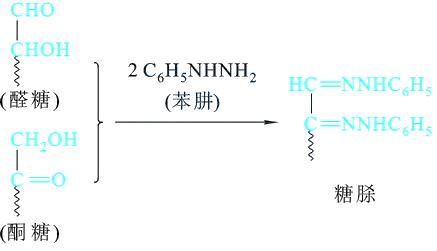 CHO
CHOH
(醛糖)
CH₂OH
C=O
(酮糖)
2 C₆H₅NHNH₂
(苯肼)
HC=NNHC₆H₅
C=NNHC₆H₅
糖脎